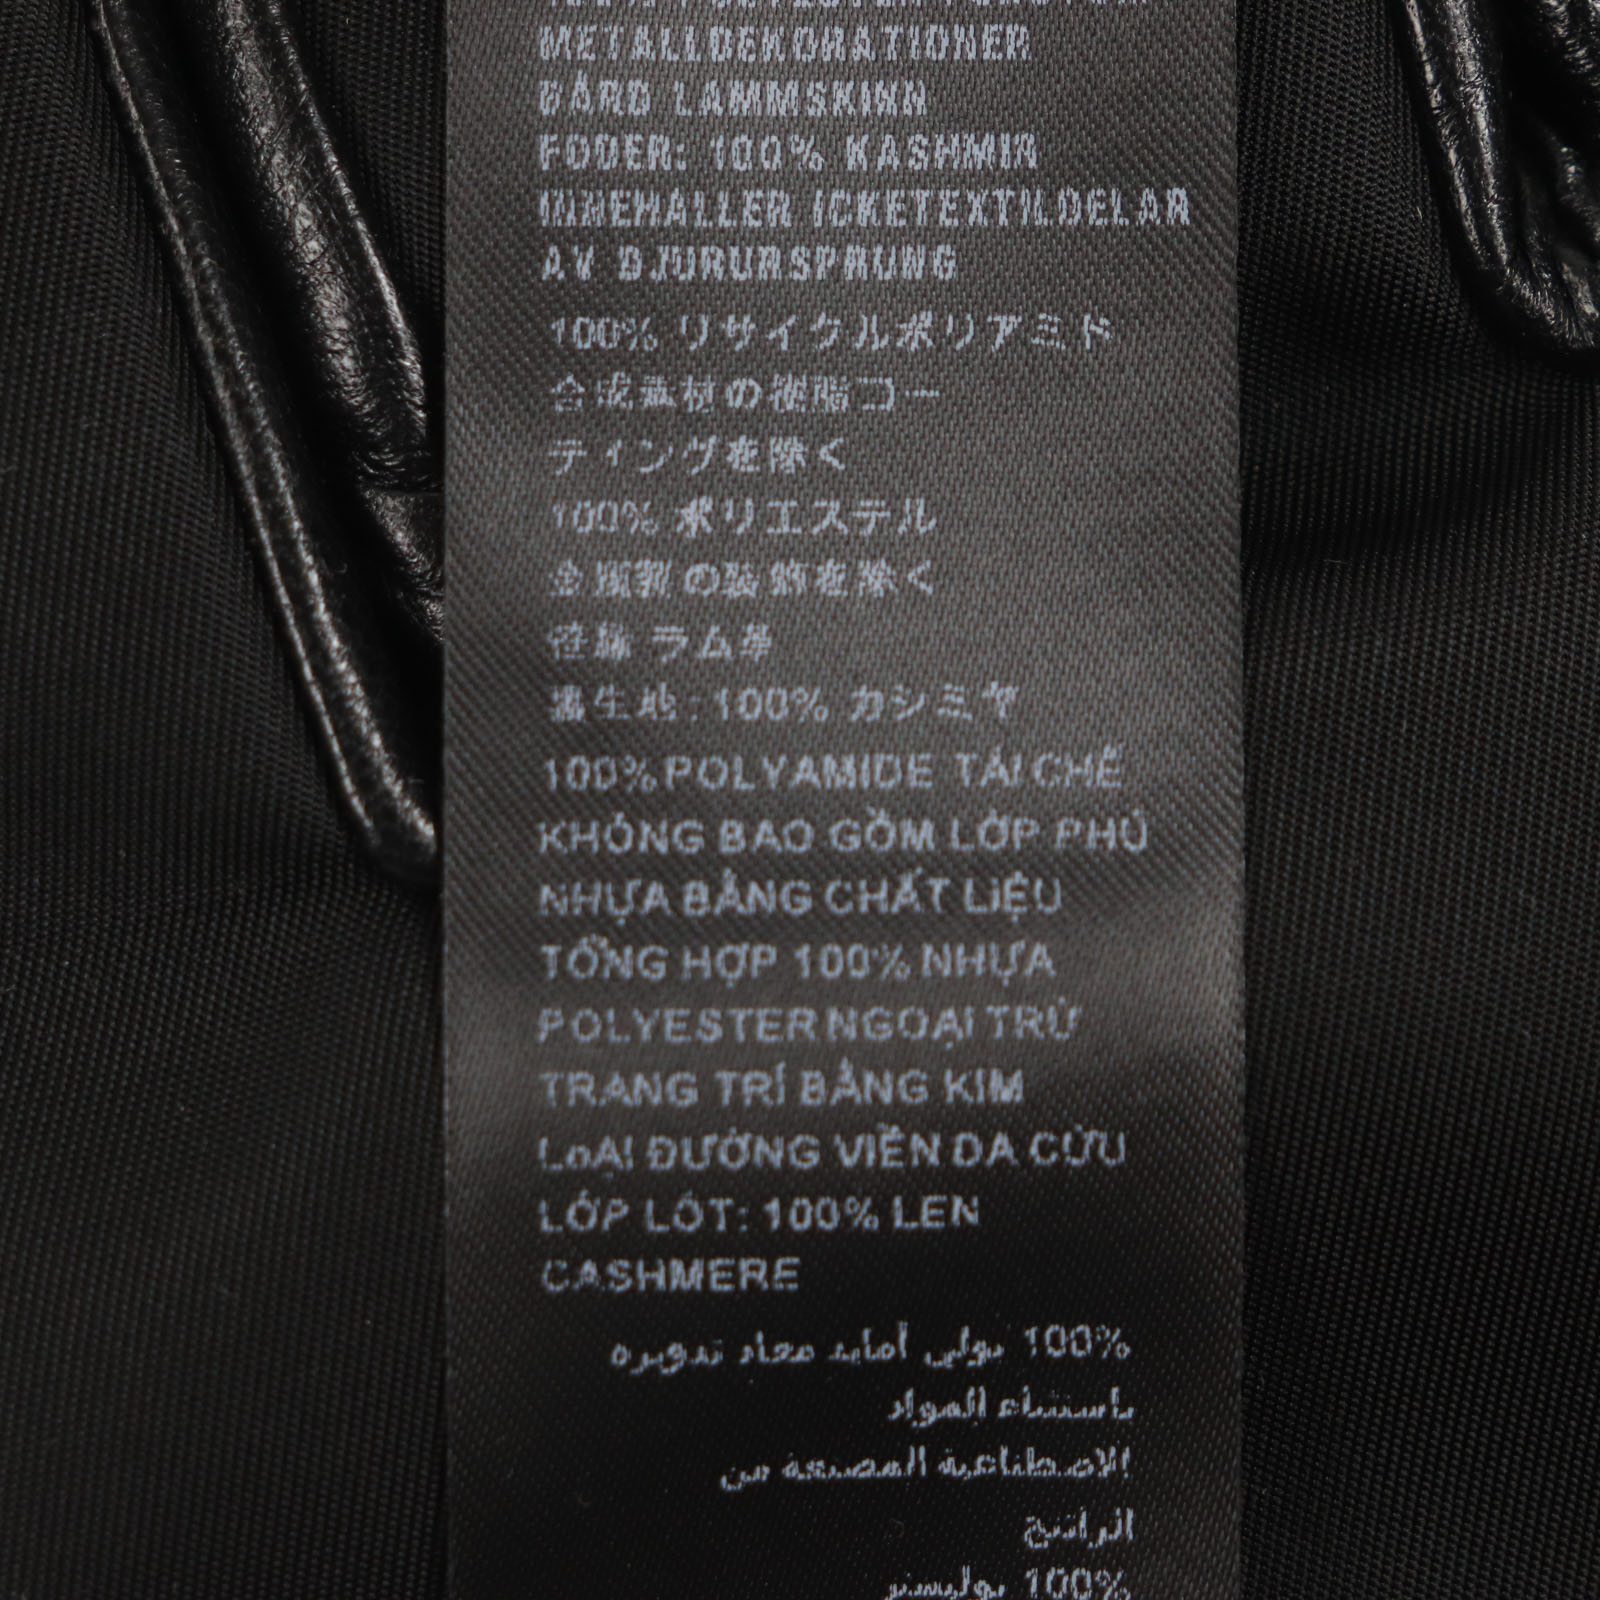 METALLDEKORATIONER
BÅRD LAMMSKINN
FODER: 100% KASHMIR
INNEHÅLLER ICKETEXTILDELAR
AV DJURURSPRUNG
100% リサイクルポリアミド
合成素材の樹脂コー
ティングを除く
100% ポリエステル
金属製の装飾を除く
ラム革
裏生地: 100% カシミヤ
100% POLYAMIDE TÁI CHẾ
KHÔNG BAO GỒM LỚP PHỦ
NHỰA BẰNG CHẤT LIỆU
TỔNG HỢP 100% NHỰA
POLYESTER NGOẠI TRỪ
TRANG TRÍ BẰNG KIM
LoẠI ĐƯỜNG VIỀN DA CỪU
LỚP LÓT: 100% LEN
CASHMERE
100% بولي أمايد معاد تدويره
باستثناء المواد
الاصطناعية المصنعة من
الراتنج
100% بوليستر